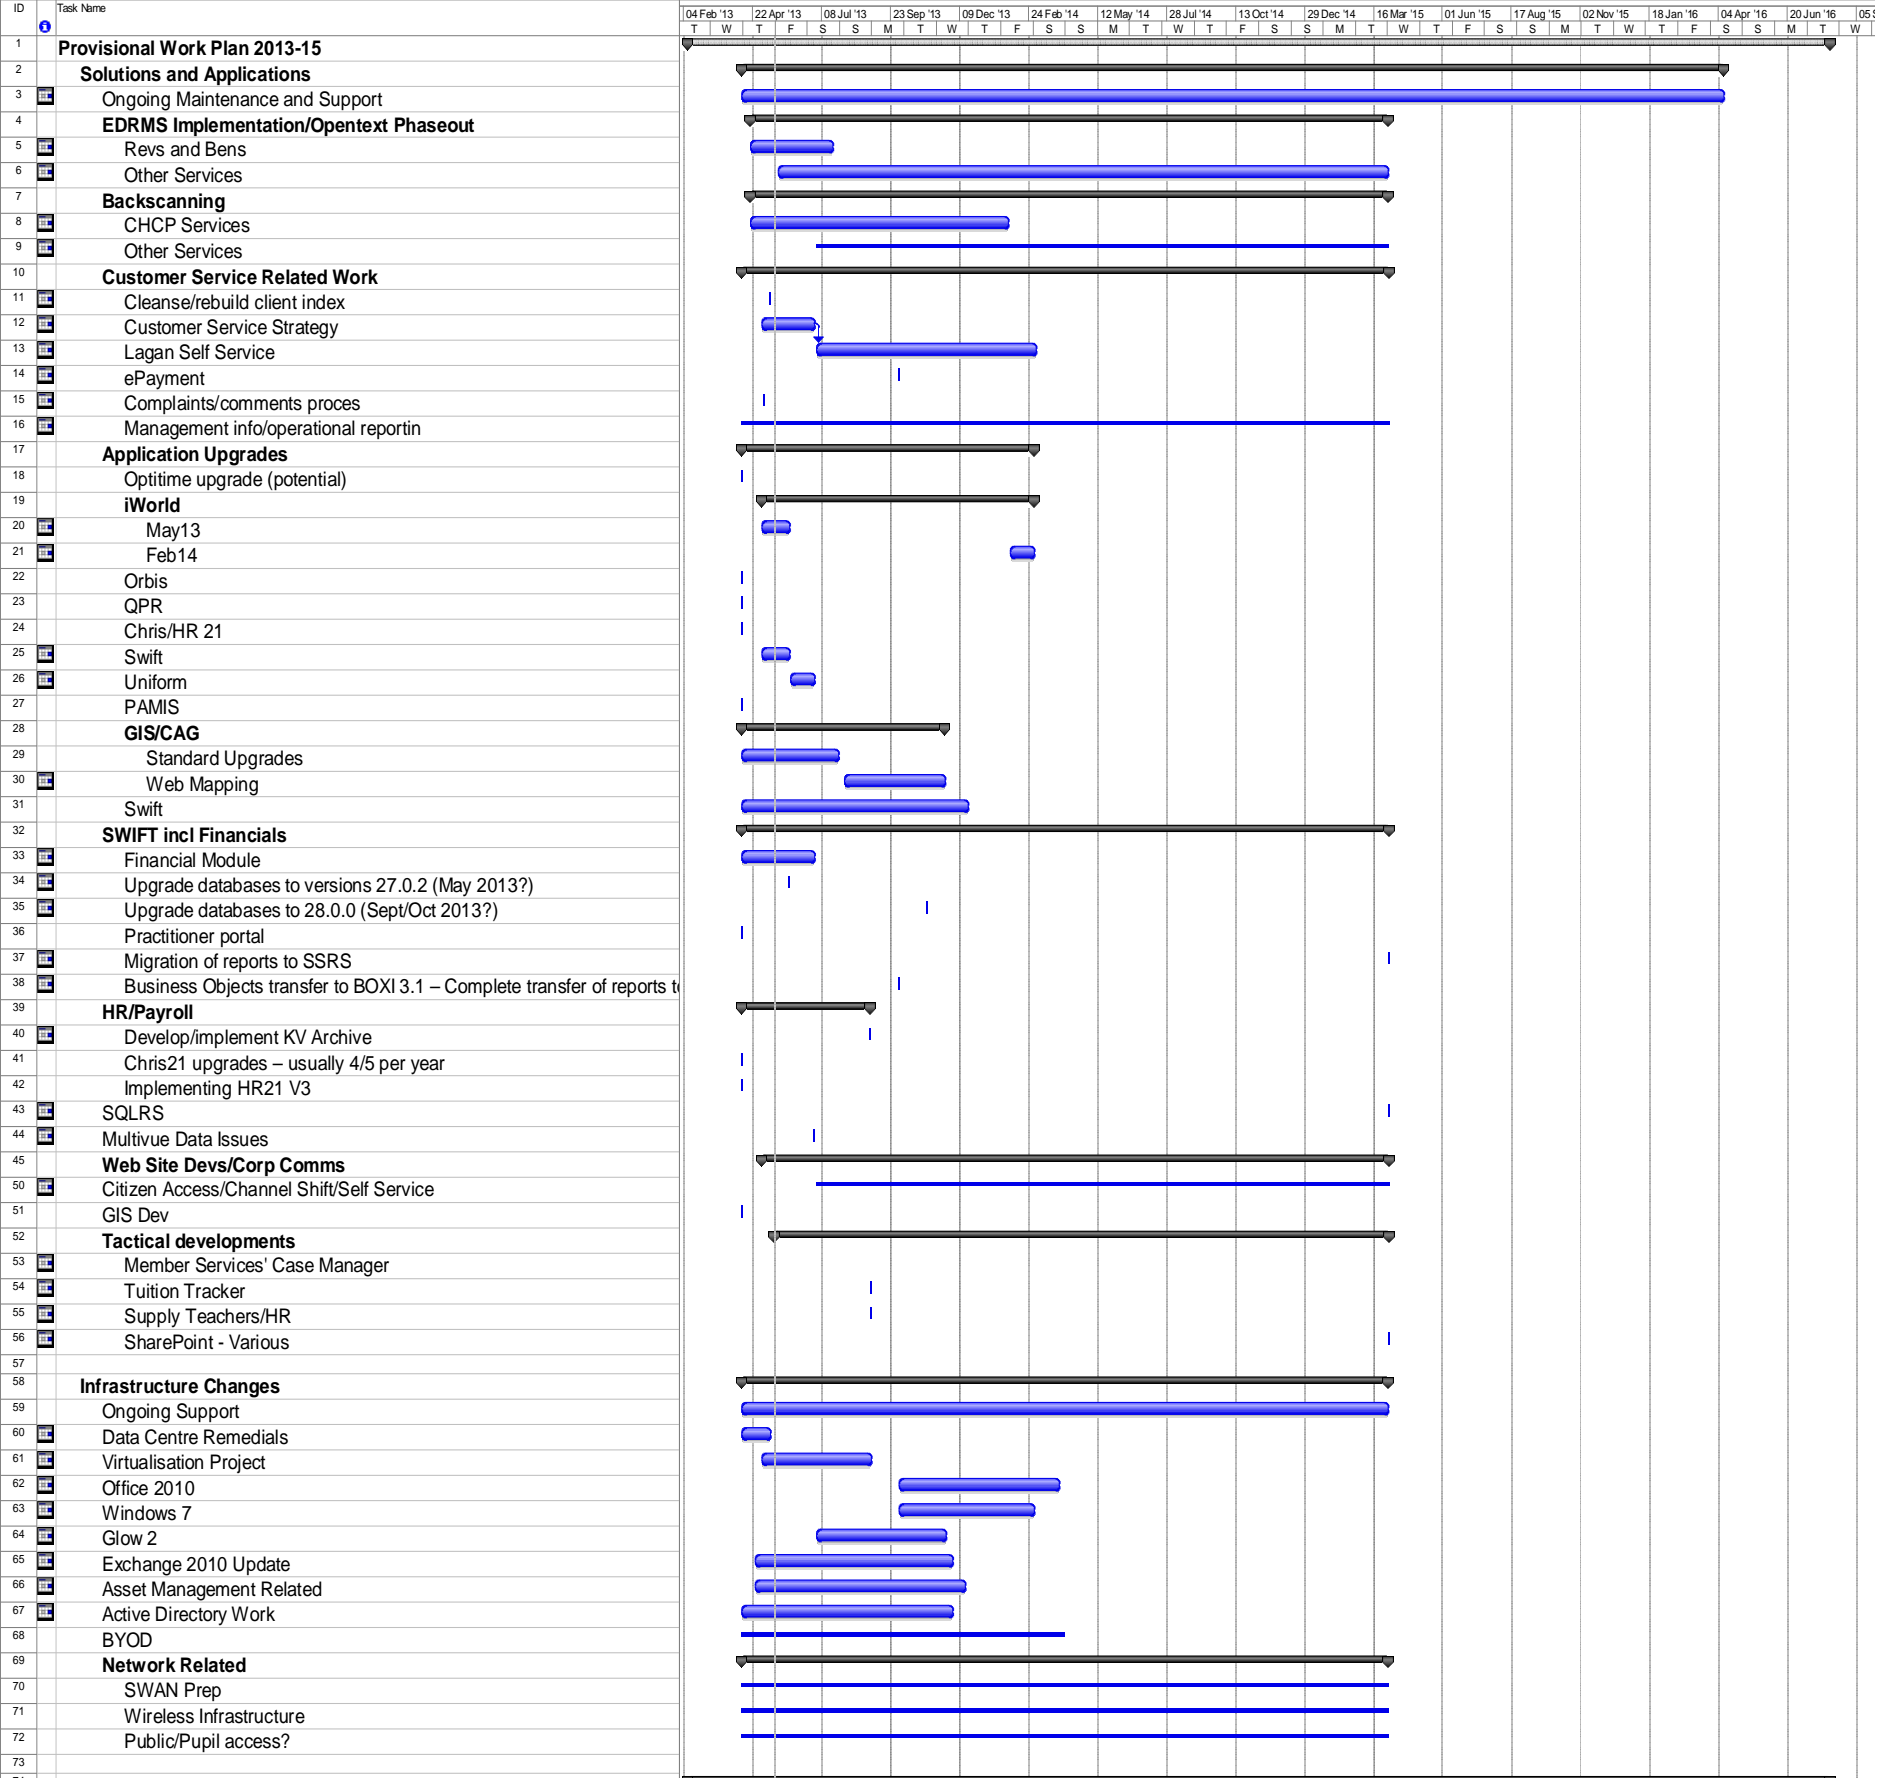 ID Task Name 04 Feb '13 22 Apr '13 08 Jul '13 23 Sep '13 09 Dec '13 24 Feb '14 12 May '14 28 Jul '14 13 Oct '14 29 Dec '14 16 Mar '15 01 Jun '15 17 Aug '15 02 Nov '15 18 Jan '16 04 Apr '16 20 Jun '16 05 S
T W T F S S M T W T F S S M T W T F S S M T W T F S S M T W
1 Provisional Work Plan 2013-15
2 Solutions and Applications
3 Ongoing Maintenance and Support
4 EDRMS Implementation/Opentext Phaseout
5 Revs and Bens
6 Other Services
7 Backscanning
8 CHCP Services
9 Other Services
10 Customer Service Related Work
11 Cleanse/rebuild client index
12 Customer Service Strategy
13 Lagan Self Service
14 ePayment
15 Complaints/comments proces
16 Management info/operational reportin
17 Application Upgrades
18 Optitime upgrade (potential)
19 iWorld
20 May13
21 Feb14
22 Orbis
23 QPR
24 Chris/HR 21
25 Swift
26 Uniform
27 PAMIS
28 GIS/CAG
29 Standard Upgrades
30 Web Mapping
31 Swift
32 SWIFT incl Financials
33 Financial Module
34 Upgrade databases to versions 27.0.2 (May 2013?)
35 Upgrade databases to 28.0.0 (Sept/Oct 2013?)
36 Practitioner portal
37 Migration of reports to SSRS
38 Business Objects transfer to BOXI 3.1 – Complete transfer of reports to
39 HR/Payroll
40 Develop/implement KV Archive
41 Chris21 upgrades – usually 4/5 per year
42 Implementing HR21 V3
43 SQLRS
44 Multivue Data Issues
45 Web Site Devs/Corp Comms
50 Citizen Access/Channel Shift/Self Service
51 GIS Dev
52 Tactical developments
53 Member Services' Case Manager
54 Tuition Tracker
55 Supply Teachers/HR
56 SharePoint - Various
57
58 Infrastructure Changes
59 Ongoing Support
60 Data Centre Remedials
61 Virtualisation Project
62 Office 2010
63 Windows 7
64 Glow 2
65 Exchange 2010 Update
66 Asset Management Related
67 Active Directory Work
68 BYOD
69 Network Related
70 SWAN Prep
71 Wireless Infrastructure
72 Public/Pupil access?
73